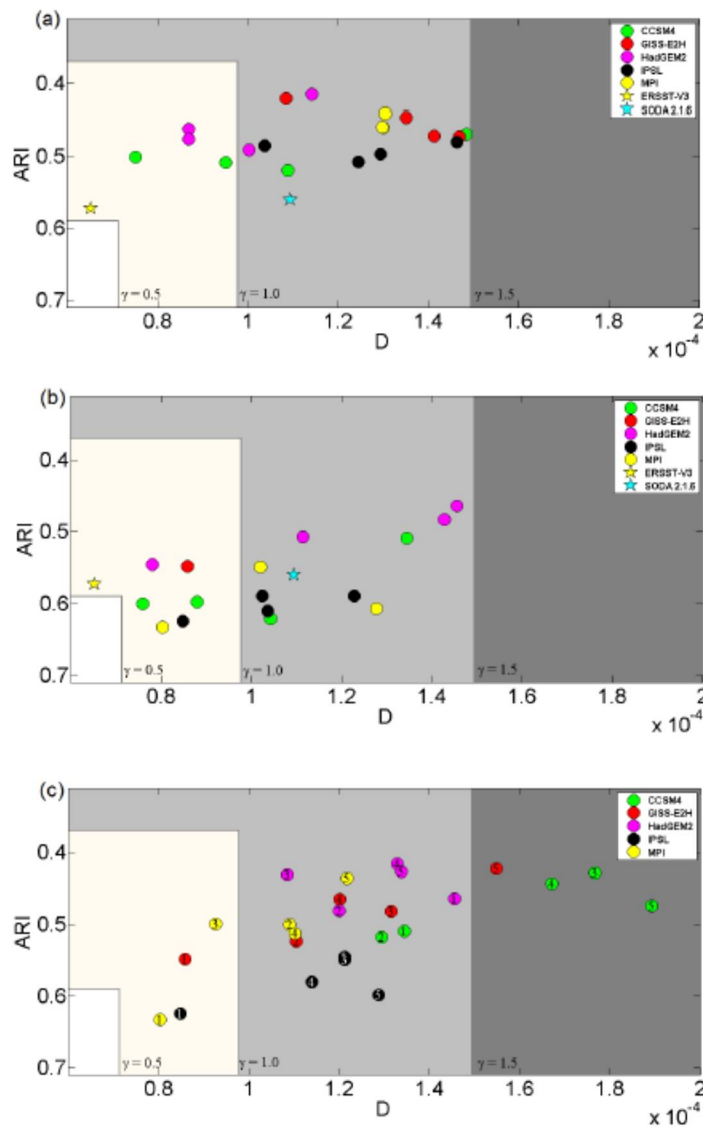 (a)
CCSM4
GISS-E2H
HadGEM2
IPSL
MPI
ERSST-V3
SODA 2.1.6
0.4
0.5
0.6
0.7
ARI
γ = 0.5
γ = 1.0
γ = 1.5
0.8
1
1.2
1.4
1.6
1.8
2
D
x 10⁻⁴
(b)
CCSM4
GISS-E2H
HadGEM2
IPSL
MPI
ERSST-V3
SODA 2.1.6
0.4
0.5
0.6
0.7
ARI
γ = 0.5
γ = 1.0
γ = 1.5
0.8
1
1.2
1.4
1.6
1.8
2
D
x 10⁻⁴
(c)
CCSM4
GISS-E2H
HadGEM2
IPSL
MPI
0.4
0.5
0.6
0.7
ARI
γ = 0.5
γ = 1.0
γ = 1.5
0.8
1
1.2
1.4
1.6
1.8
2
D
x 10⁻⁴